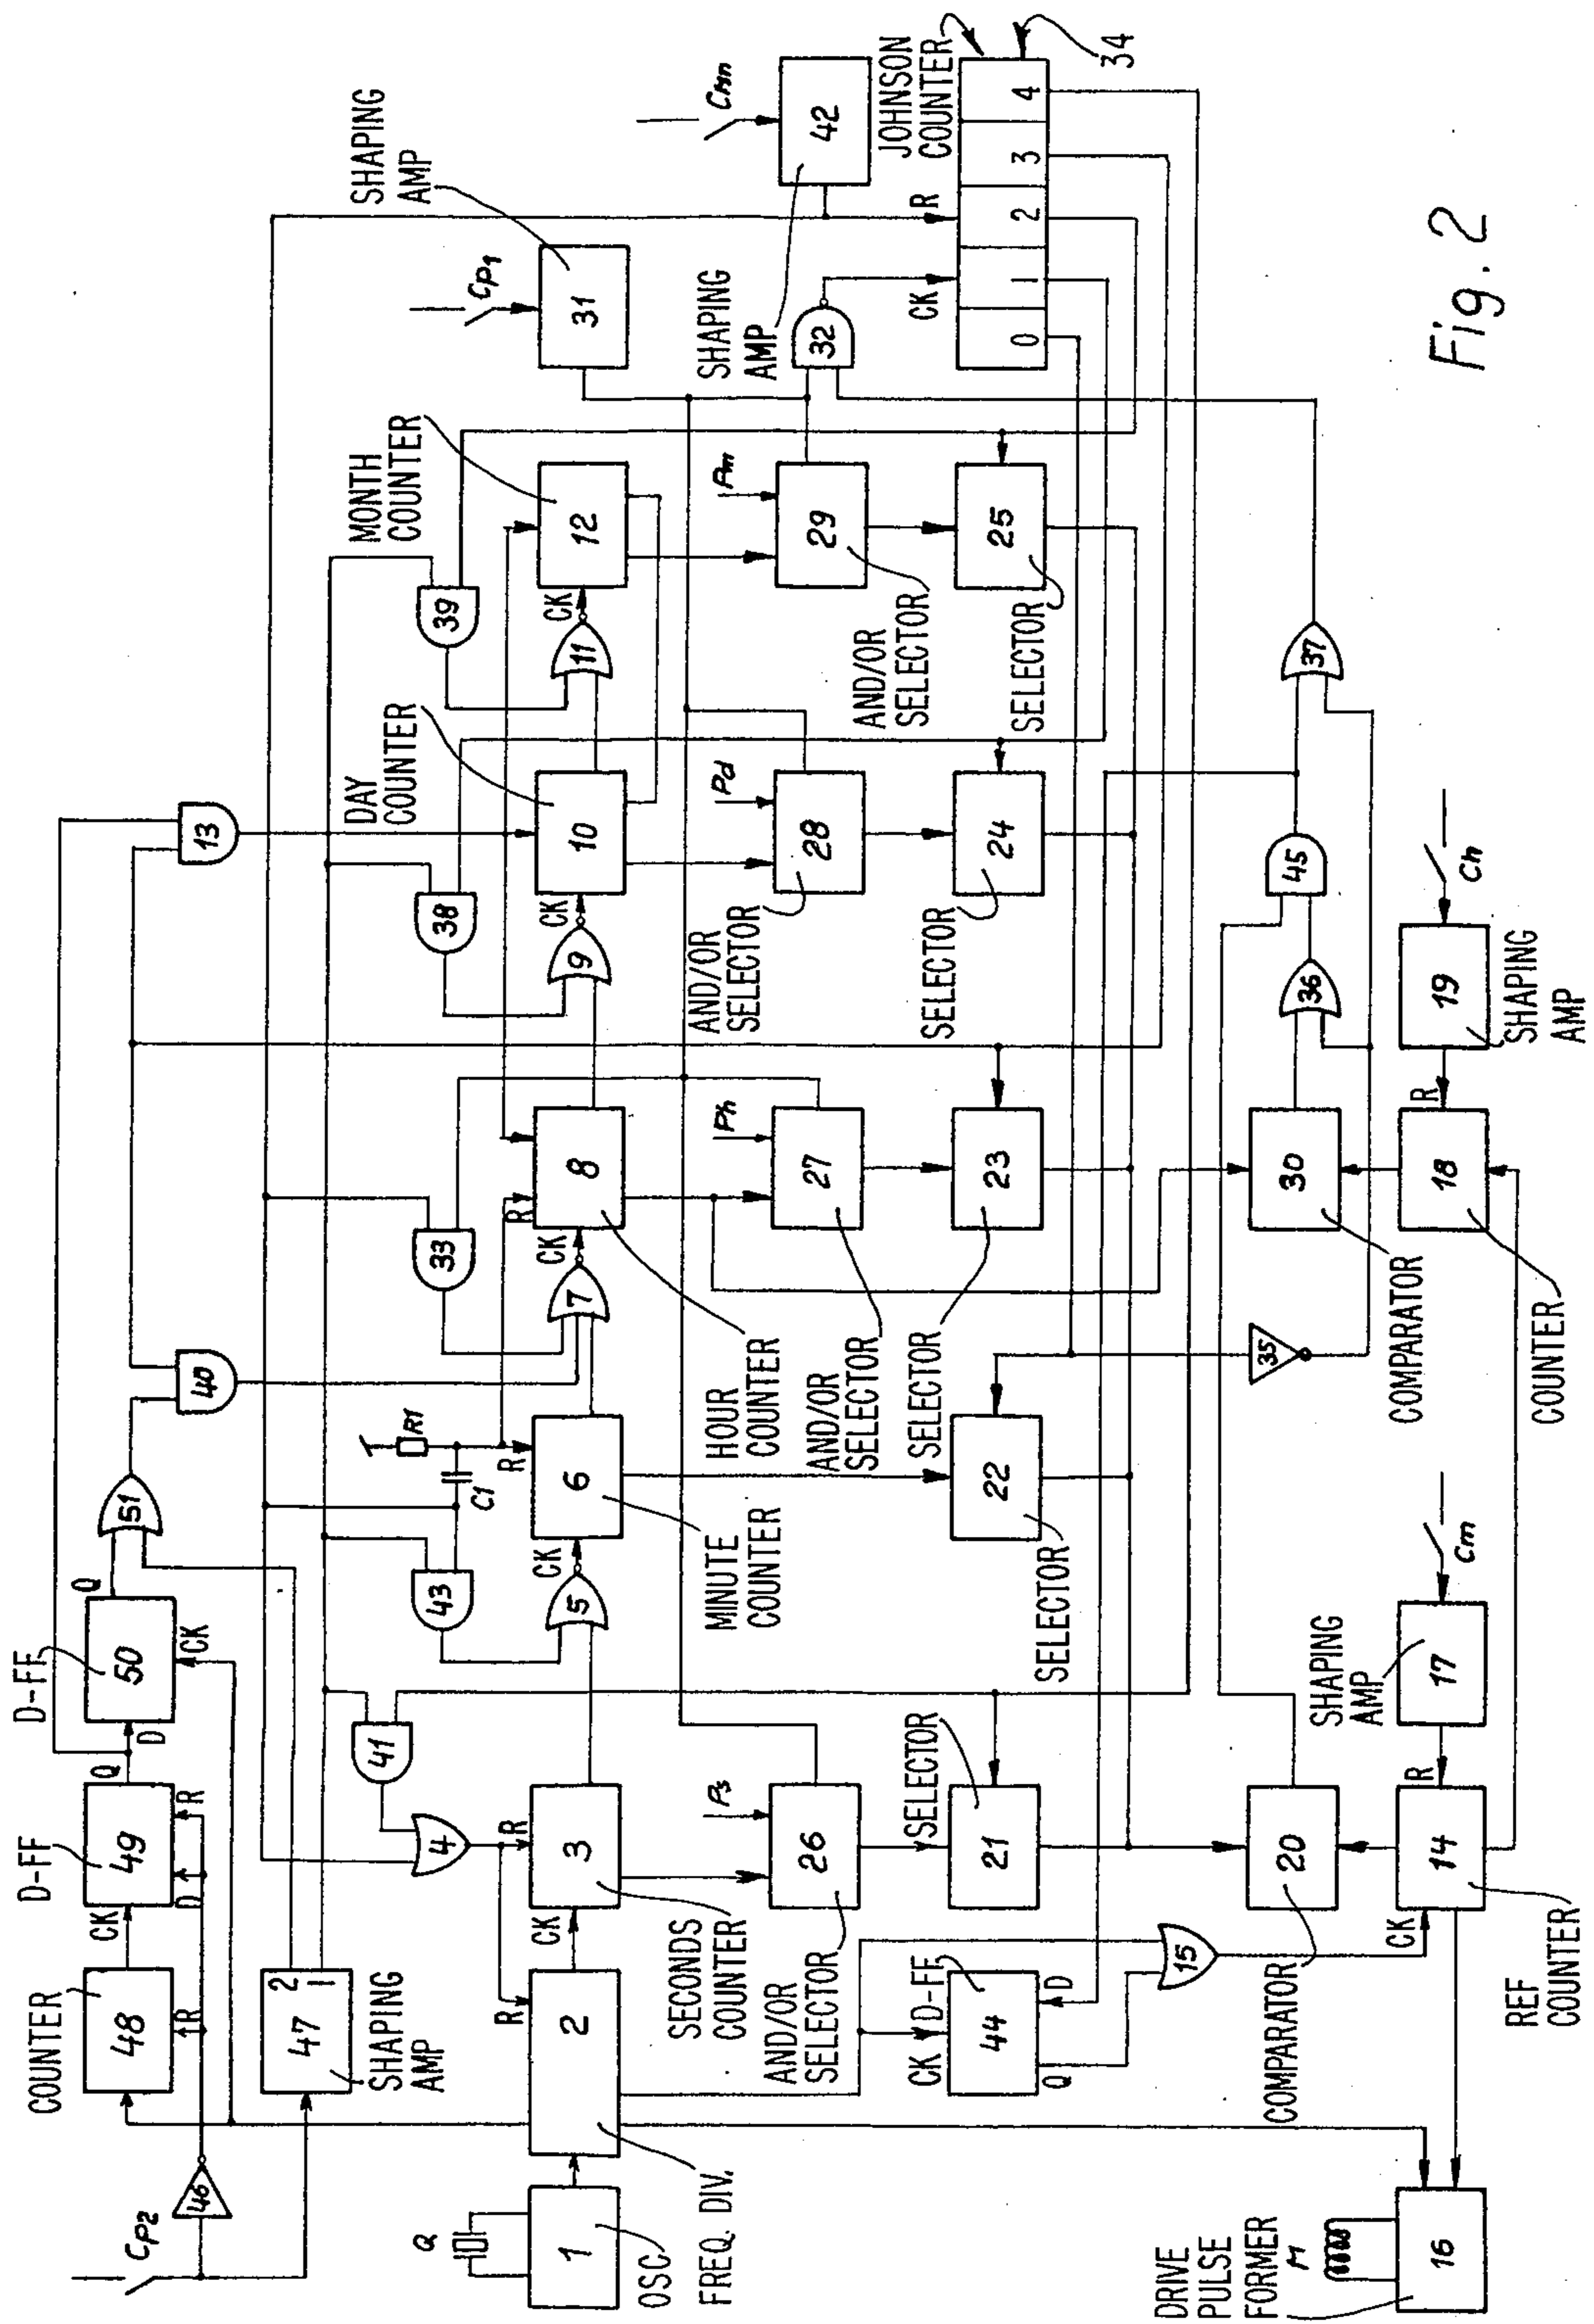 Fig. 2
Cp2
46
COUNTER
48
R
CK
D-FF
49
D
R
Q
D
D-FF
50
CK
Q
51
40
13
47
2
1
SHAPING
AMP
41
4
43
C1
R1
33
38
39
DAY
COUNTER
MONTH
COUNTER
Cp1
31
SHAPING
AMP
Q
1
OSC
2
R
FREQ. DIV.
CK
3
R
SECONDS
COUNTER
5
CK
6
R
MINUTE
COUNTER
7
CK
8
R
HOUR
COUNTER
9
CK
10
11
CK
12
Ps
26
AND/OR
SELECTOR
Ph
27
AND/OR
SELECTOR
Pd
28
AND/OR
SELECTOR
Pm
29
AND/OR
SELECTOR
SHAPING
AMP
32
42
Cmn
CK D-FF
44
D
Q
SELECTOR
21
22
SELECTOR
23
SELECTOR
24
SELECTOR
25
SELECTOR
CK
R
JOHNSON
COUNTER
0
1
2
3
4
34
15
COMPARATOR
20
35
30
COMPARATOR
36
45
37
DRIVE
PULSE
FORMER
M
16
CK
14
R
REF
COUNTER
SHAPING
AMP
17
Cm
18
R
COUNTER
19
Ch
SHAPING
AMP